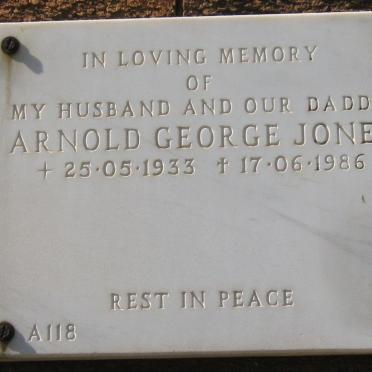 IN LOVING MEMORY
OF
MY HUSBAND AND OUR DADD
ARNOLD GEORGE JONE
+ 25·05·1933 † 17·06·1986
REST IN PEACE
A118